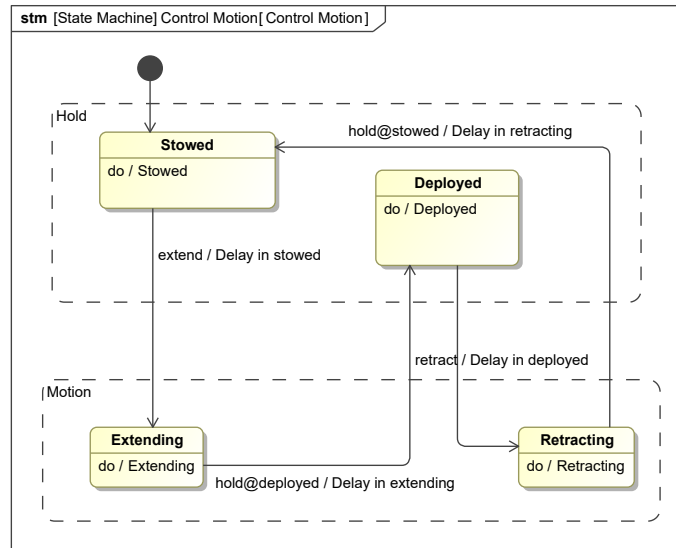 stm [State Machine] Control Motion[ Control Motion ]
Hold
Stowed
do / Stowed
hold@stowed / Delay in retracting
Deployed
do / Deployed
extend / Delay in stowed
retract / Delay in deployed
Motion
Extending
do / Extending
hold@deployed / Delay in extending
Retracting
do / Retracting